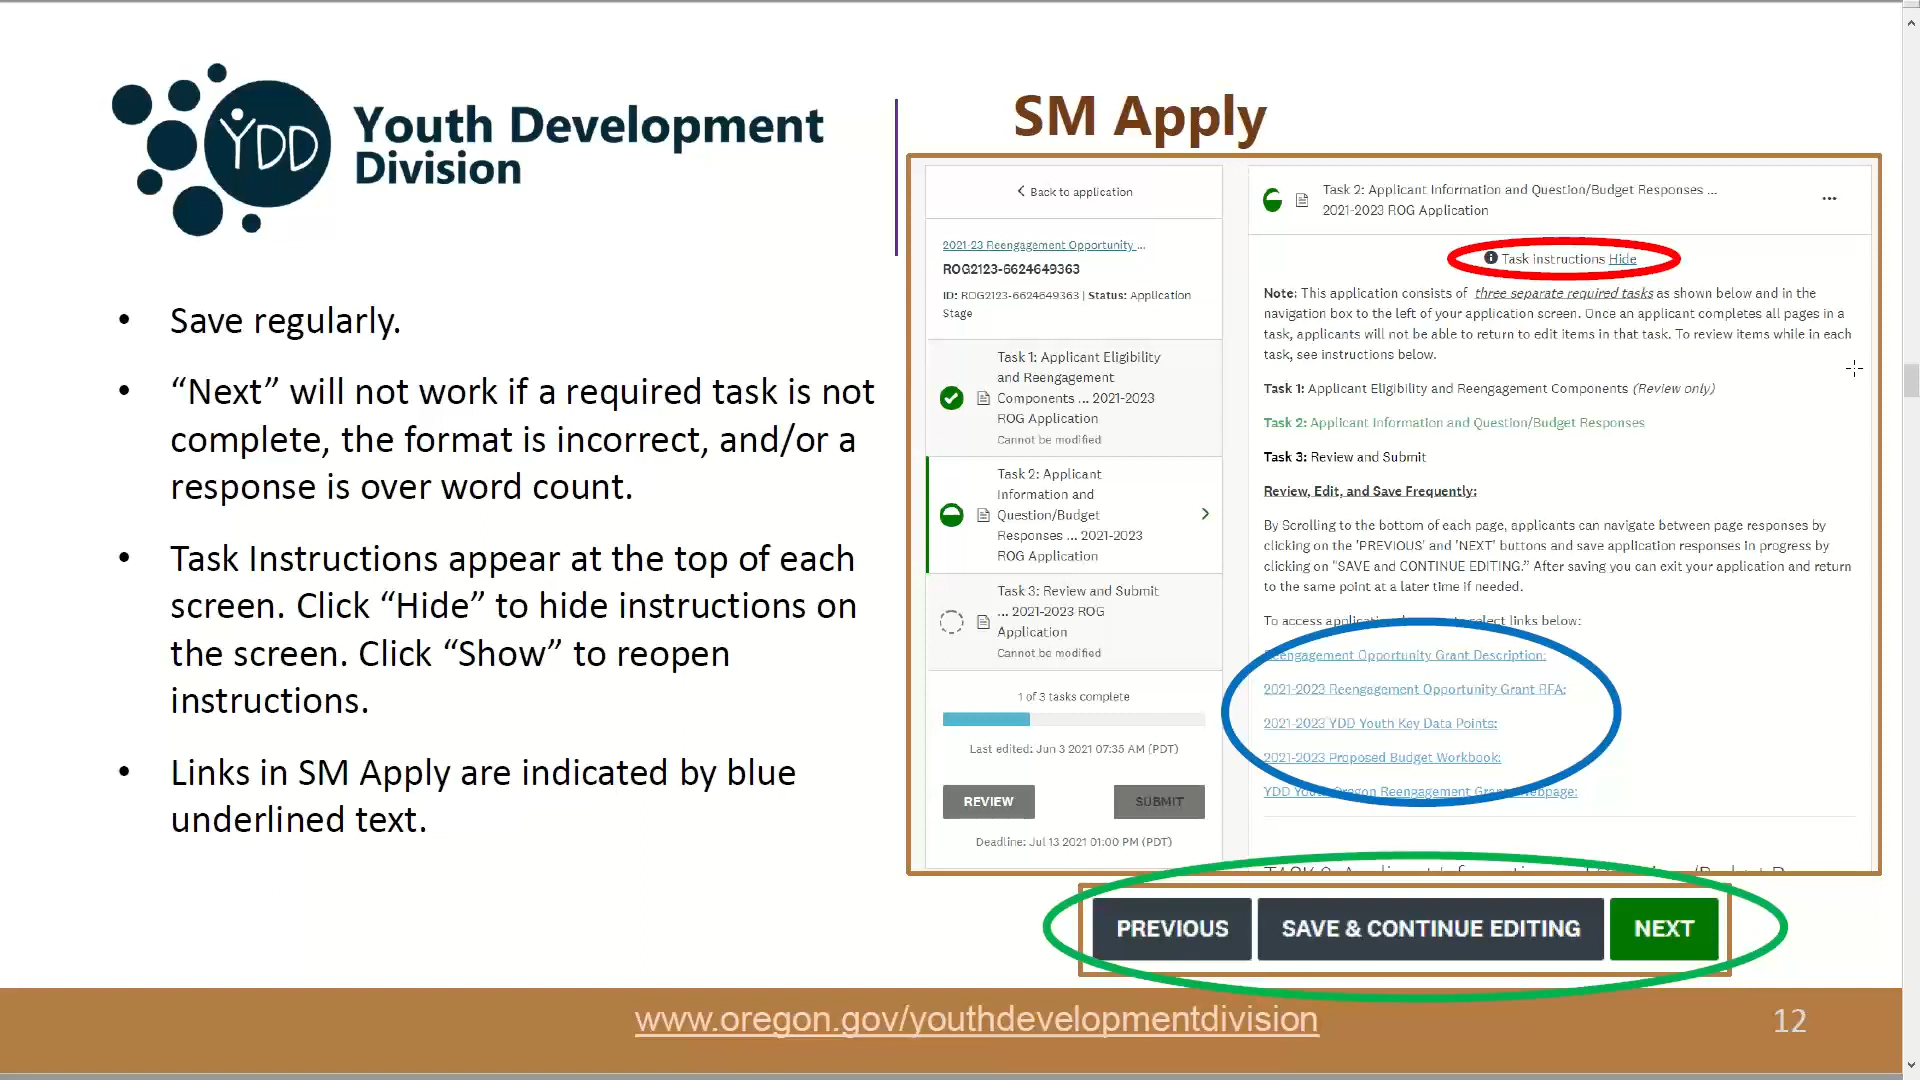 YDD
Youth Development
Division
SM Apply
• Save regularly.
• “Next” will not work if a required task is not
complete, the format is incorrect, and/or a
response is over word count.
• Task Instructions appear at the top of each
screen. Click “Hide” to hide instructions on
the screen. Click “Show” to reopen
instructions.
• Links in SM Apply are indicated by blue
underlined text.
Back to application
2021-23 Reengagement Opportunity ...
ROG2123-6624649363
ID: ROG2123-6624649363 | Status: Application
Stage
Task 1: Applicant Eligibility
and Reengagement
Components ... 2021-2023
ROG Application
Cannot be modified
Task 2: Applicant
Information and
Question/Budget
Responses ... 2021-2023
ROG Application
Task 3: Review and Submit
... 2021-2023 ROG
Application
Cannot be modified
1 of 3 tasks complete
Last edited: Jun 3 2021 07:35 AM (PDT)
REVIEW
SUBMIT
Deadline: Jul 13 2021 01:00 PM (PDT)
Task 2: Applicant Information and Question/Budget Responses ...
2021-2023 ROG Application
...
Task instructions Hide
Note: This application consists of three separate required tasks as shown below and in the
navigation box to the left of your application screen. Once an applicant completes all pages in a
task, applicants will not be able to return to edit items in that task. To review items while in each
task, see instructions below.
Task 1: Applicant Eligibility and Reengagement Components (Review only)
Task 2: Applicant Information and Question/Budget Responses
Task 3: Review and Submit
Review, Edit, and Save Frequently:
By Scrolling to the bottom of each page, applicants can navigate between page responses by
clicking on the 'PREVIOUS' and 'NEXT' buttons and save application responses in progress by
clicking on "SAVE and CONTINUE EDITING.” After saving you can exit your application and return
to the same point at a later time if needed.
To access select links below:
Reengagement Opportunity Grant Description:
2021-2023 Reengagement Opportunity Grant RFA:
2021-2023 YDD Youth Key Data Points:
2021-2023 Proposed Budget Workbook:
YDD Youth Oregon Reengagement Webpage:
PREVIOUS
SAVE & CONTINUE EDITING
NEXT
www.oregon.gov/youthdevelopmentdivision
12